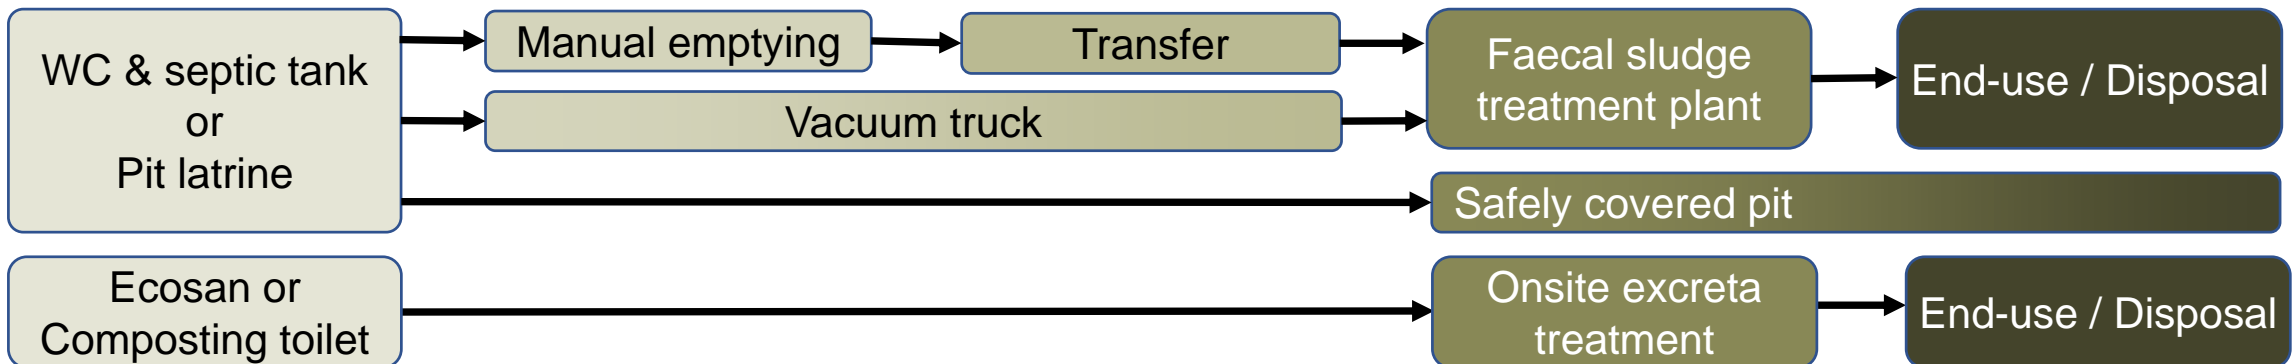 WC & septic tank
or
Pit latrine
Manual emptying
Transfer
Vacuum truck
Faecal sludge
treatment plant
End-use / Disposal
Safely covered pit
Ecosan or
Composting toilet
Onsite excreta
treatment
End-use / Disposal